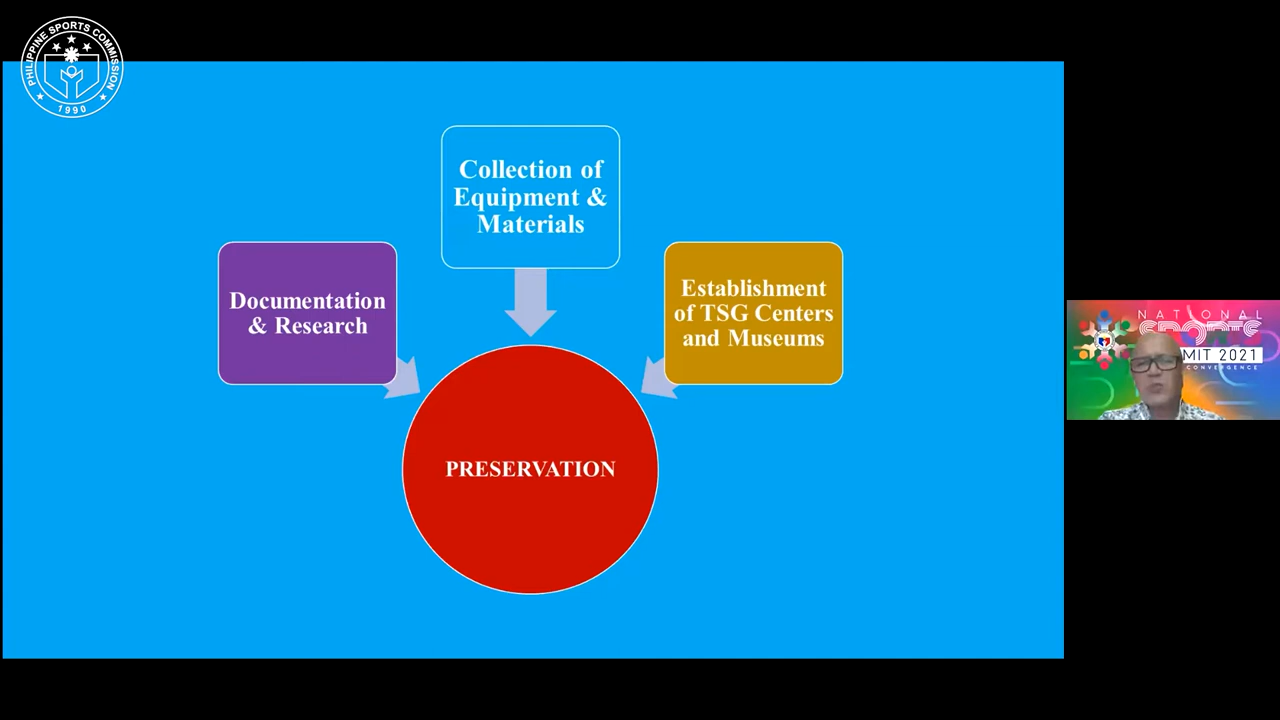 PHILIPPINE SPORTS COMMISSION
1990
Collection of
Equipment &
Materials
Documentation
& Research
Establishment
of TSG Centers
and Museums
PRESERVATION
NATIONAL
SPORTS
MIT 2021
CONVERGENCE